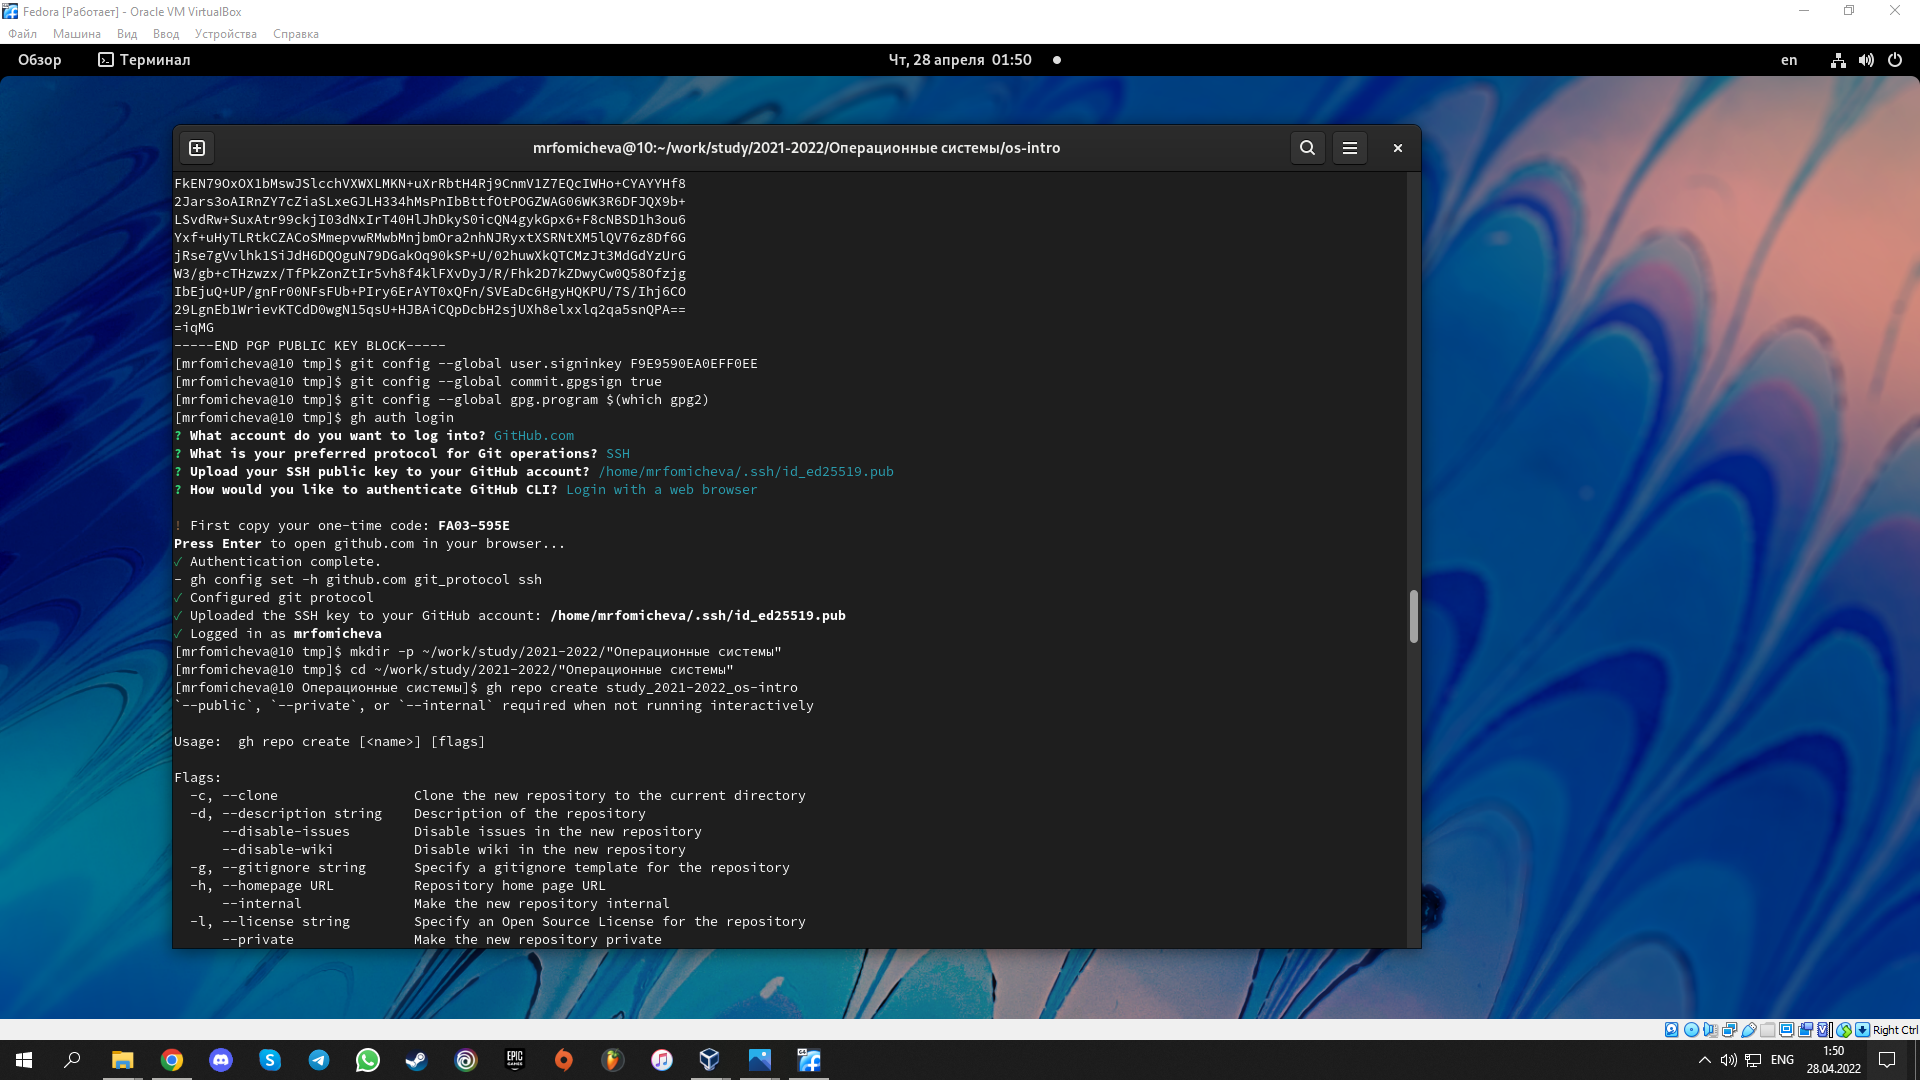 Fedora [Работает] - Oracle VM VirtualBox
Файл Машина Вид Ввод Устройства Справка
Обзор Терминал Чт, 28 апреля 01:50 en
mrfomicheva@10:~/work/study/2021-2022/Операционные системы/os-intro
FkEN79OxOX1bMswJSlcchVXWXLMKN+uXrRbtH4Rj9CnmV1Z7EQcIWHo+CYAYYHf8
2Jars3oAIRnZY7cZiaSLxeGJLH334hMsPnIbBttfOtPOGZWAG06WK3R6DFJQX9b+
LSvdRw+SuxAtr99ckjI03dNxIrT40HlJhDkyS0icQN4gykGpx6+F8cNBSD1h3ou6
Yxf+uHyTLRtkCZACoSMmepvwRMwbMnjbmOra2nhNJRyxtXSRNtXM5lQV76z8Df6G
jRse7gVvlhk1SiJdH6DQOguN79DGakOq90kSP+U/02huwXkQTCMzJt3MdGdYzUrG
W3/gb+cTHzwzx/TfPkZonZtIr5vh8f4klFXvDyJ/R/Fhk2D7kZDwyCw0Q58Ofzjg
IbEjuQ+UP/gnFr00NFsFUb+PIry6ErAYT0xQFn/SVEaDc6HgyHQKPU/7S/Ihj6CO
29LgnEb1WrievKTCdD0wgN15qsU+HJBAiCQpDcbH2sjUXh8elxxlq2qa5snQPA==
=iqMG
-----END PGP PUBLIC KEY BLOCK-----
[mrfomicheva@10 tmp]$ git config --global user.signinkey F9E9590EA0EFF0EE
[mrfomicheva@10 tmp]$ git config --global commit.gpgsign true
[mrfomicheva@10 tmp]$ git config --global gpg.program $(which gpg2)
[mrfomicheva@10 tmp]$ gh auth login
? What account do you want to log into? GitHub.com
? What is your preferred protocol for Git operations? SSH
? Upload your SSH public key to your GitHub account? /home/mrfomicheva/.ssh/id_ed25519.pub
? How would you like to authenticate GitHub CLI? Login with a web browser
! First copy your one-time code: FA03-595E
Press Enter to open github.com in your browser...
✓ Authentication complete.
- gh config set -h github.com git_protocol ssh
✓ Configured git protocol
✓ Uploaded the SSH key to your GitHub account: /home/mrfomicheva/.ssh/id_ed25519.pub
✓ Logged in as mrfomicheva
[mrfomicheva@10 tmp]$ mkdir -p ~/work/study/2021-2022/"Операционные системы"
[mrfomicheva@10 tmp]$ cd ~/work/study/2021-2022/"Операционные системы"
[mrfomicheva@10 Операционные системы]$ gh repo create study_2021-2022_os-intro
`--public`, `--private`, or `--internal` required when not running interactively
Usage:  gh repo create [<name>] [flags]
Flags:
-c, --clone Clone the new repository to the current directory
-d, --description string Description of the repository
--disable-issues Disable issues in the new repository
--disable-wiki Disable wiki in the new repository
-g, --gitignore string Specify a gitignore template for the repository
-h, --homepage URL Repository home page URL
--internal Make the new repository internal
-l, --license string Specify an Open Source License for the repository
--private Make the new repository private
Right Ctrl
EPIC GAMES
ENG 1:50
28.04.2022